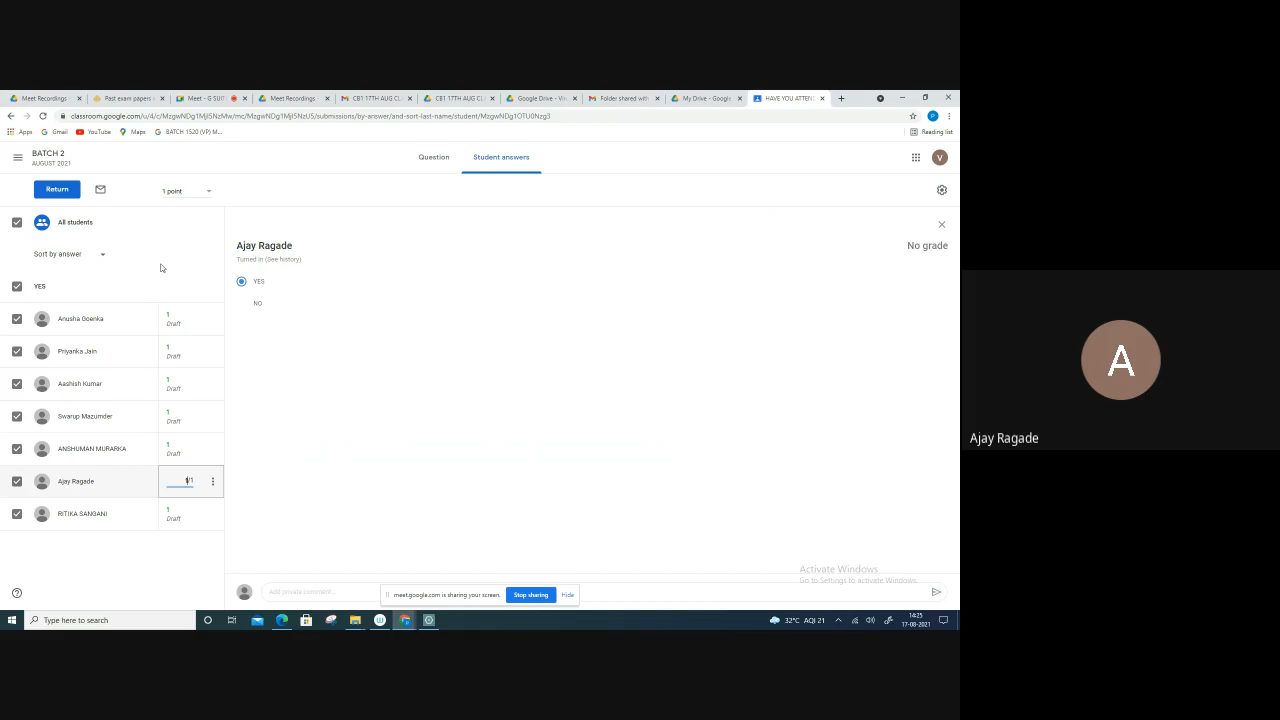 Meet Recordings -
Past exam papers -
Meet - G SUIT
Meet Recordings -
CB1 17TH AUG CL
CB1 17TH AUG CL
Google Drive - Vir
Folder shared with
My Drive - Google
HAVE YOU ATTEN
classroom.google.com/u/4/c/MzgwNDg1MjI5NzMw/mc/MzgwNDg1MjI5NzU5/submissions/by-answer/and-sort-last-name/student/MzgwNDg1OTU0Nzg3
P
Apps
Gmail
YouTube
Maps
BATCH 1520 (VP) M...
Reading list
BATCH 2
AUGUST 2021
Question
Student answers
V
Return
1 point
All students
Sort by answer
YES
Anusha Goenka
1
Draft
Priyanka Jain
1
Draft
Aashish Kumar
1
Draft
Swarup Mazumder
1
Draft
ANSHUMAN MURARKA
1
Draft
Ajay Ragade
1/1
RITIKA SANGANI
1
Draft
Ajay Ragade
No grade
Turned in (See history)
YES
NO
Add private comment...
meet.google.com is sharing your screen.
Stop sharing
Hide
Activate Windows
Go to Settings to activate Windows.
Type here to search
32°C AQI 21
14:25
17-08-2021
A
Ajay Ragade